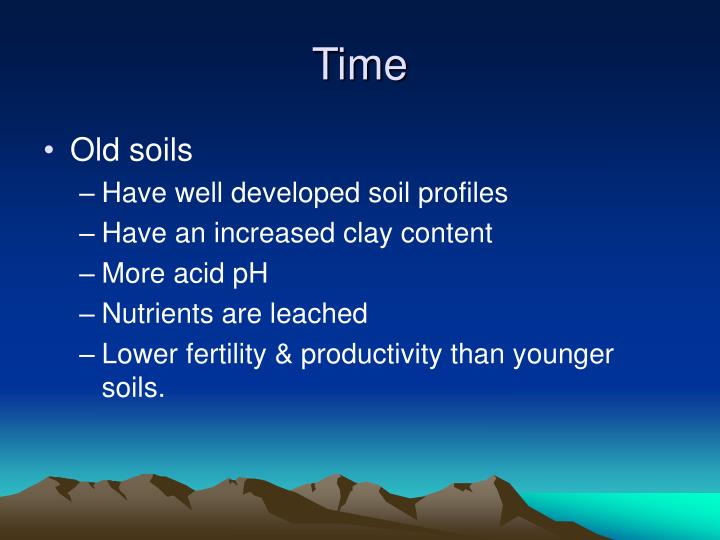 Time
• Old soils
– Have well developed soil profiles
– Have an increased clay content
– More acid pH
– Nutrients are leached
– Lower fertility & productivity than younger
soils.